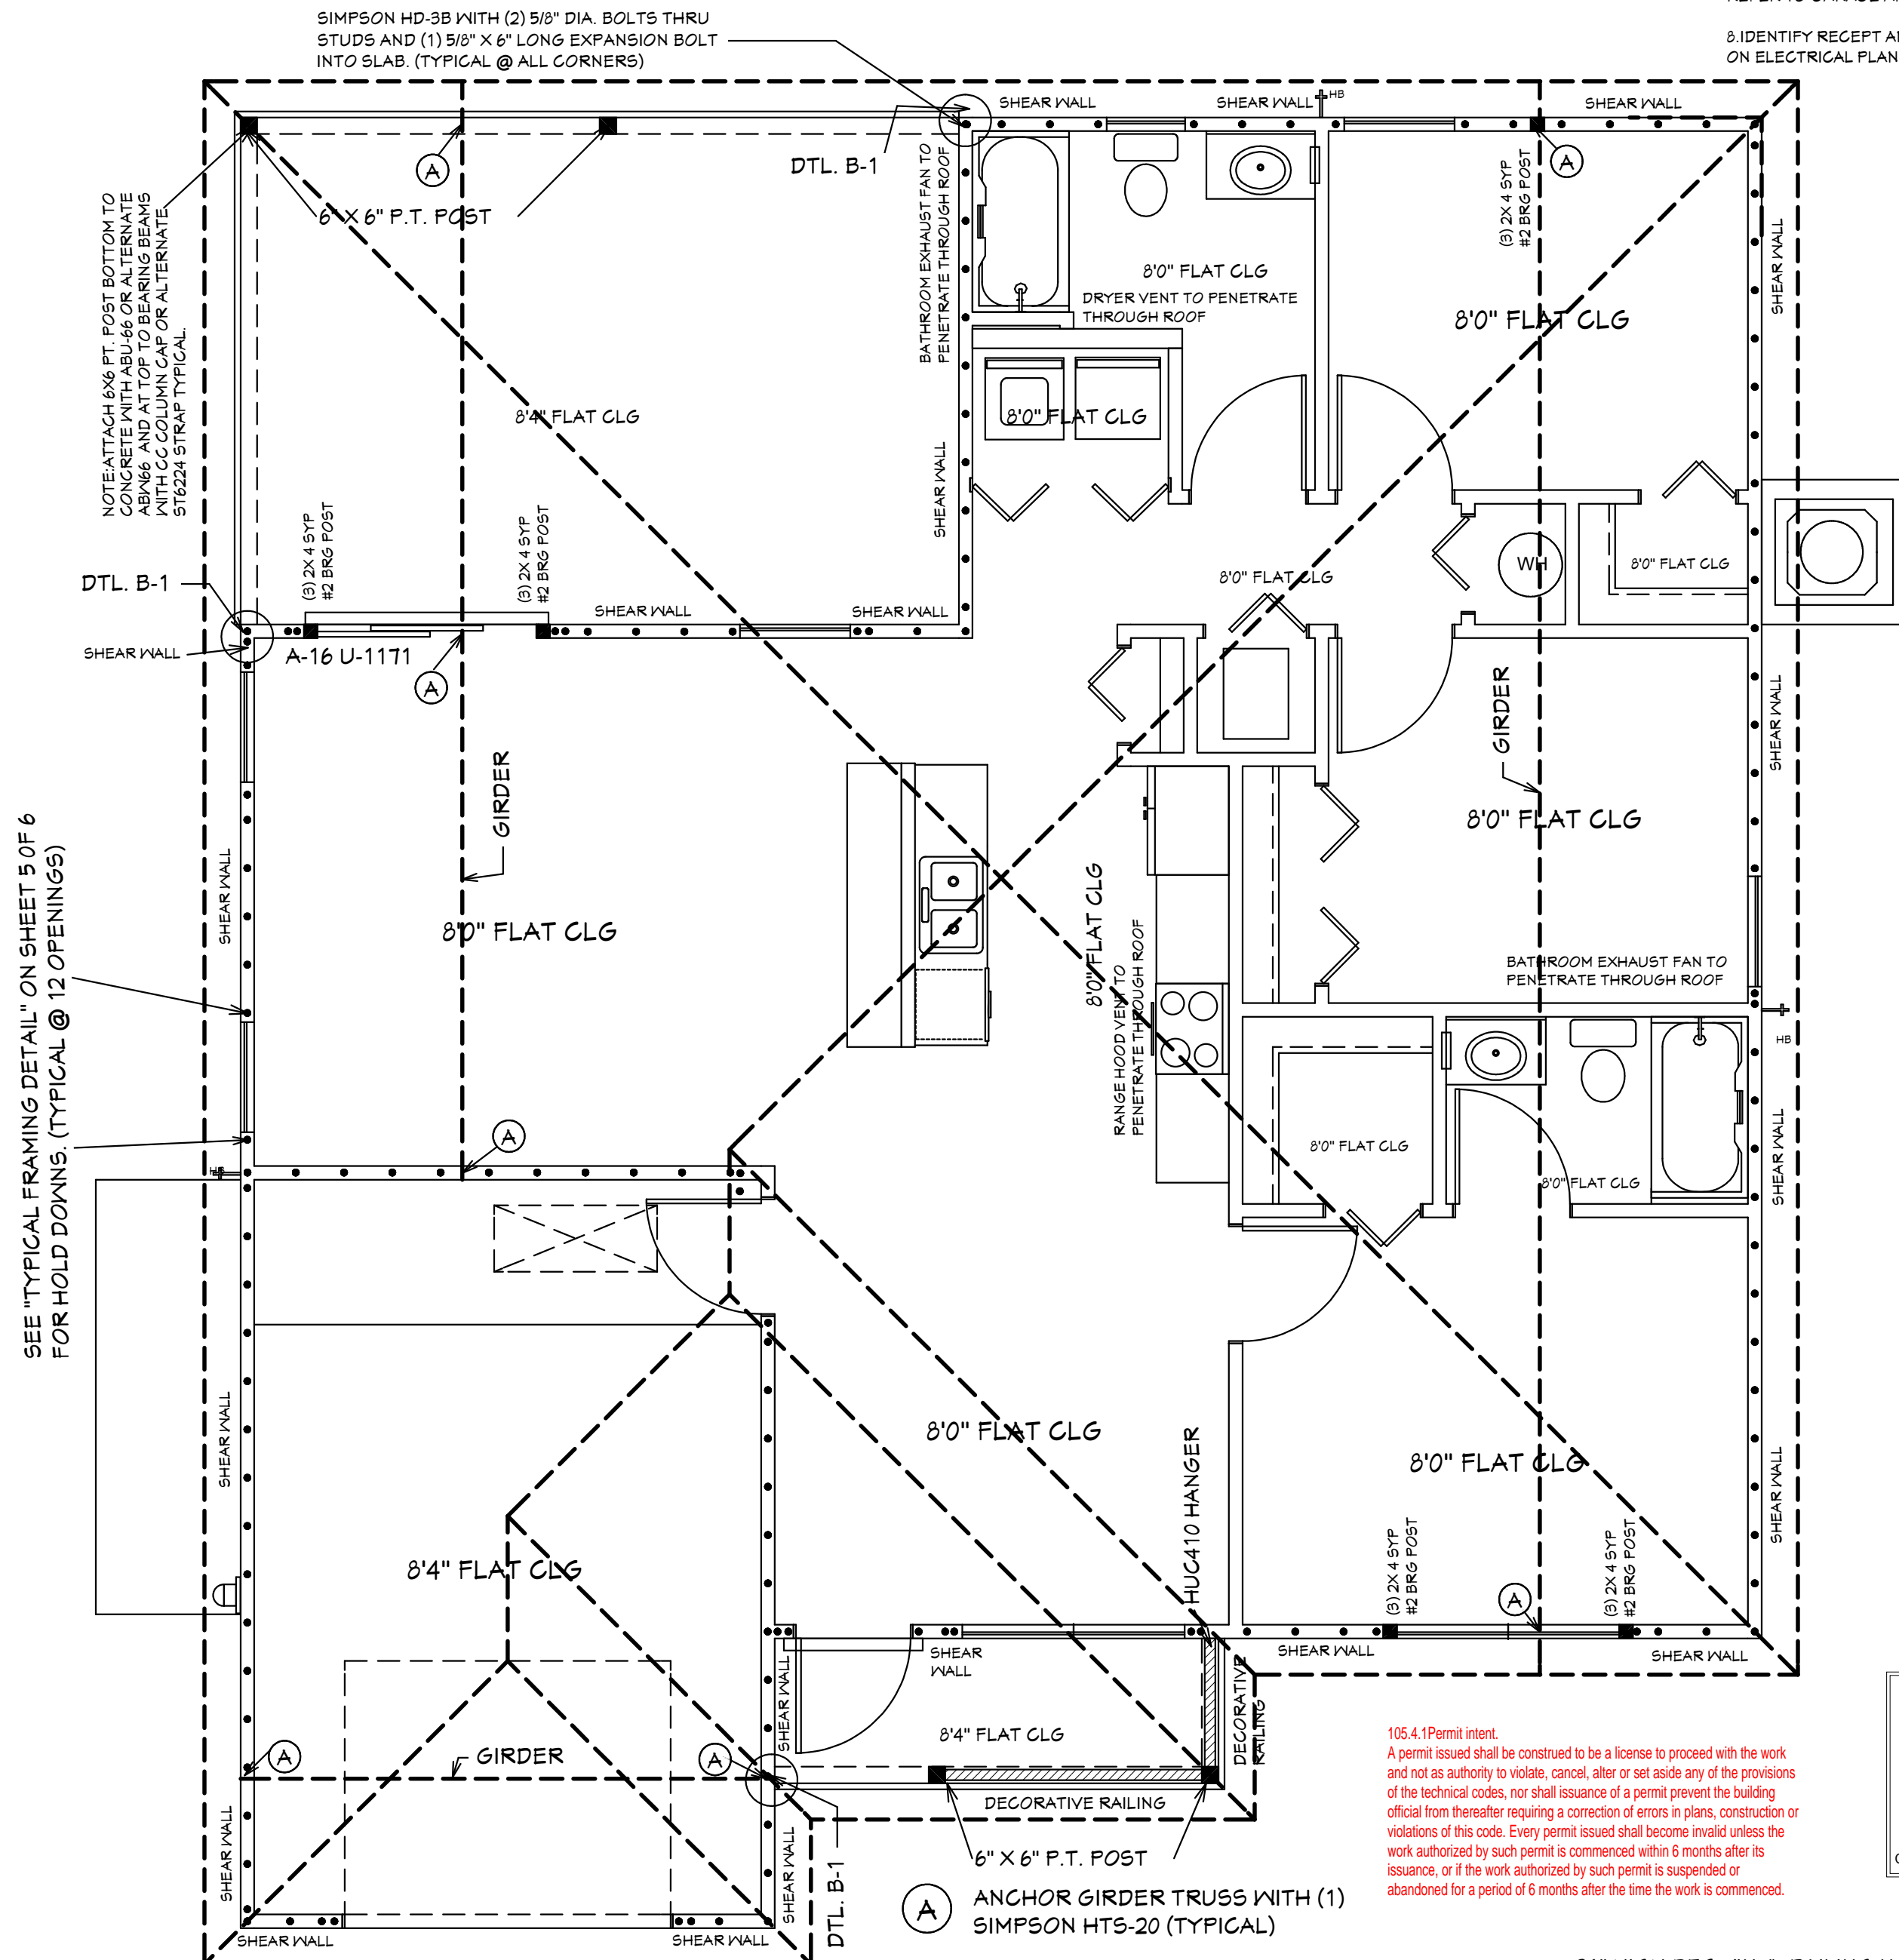 SIMPSON HD-3B WITH (2) 5/8" DIA. BOLTS THRU
STUDS AND (1) 5/8" X 6" LONG EXPANSION BOLT
INTO SLAB. (TYPICAL @ ALL CORNERS)
8.IDENTIFY RECEPT
ON ELECTRICAL PLAN
SHEAR WALL
SHEAR WALL
HB
SHEAR WALL
DTL. B-1
A
A
6" X 6" P.T. POST
NOTE:ATTACH 6X6 PT. POST BOTTOM TO
CONCRETE WITH ABU-66 OR ALTERNATE
ABW66 AND AT TOP TO BEARING BEAMS
WITH CC COLUMN CAP OR ALTERNATE
ST6224 STRAP TYPICAL.
BATHROOM EXHAUST FAN TO
PENETRATE THROUGH ROOF
(3) 2X 4 SYP
#2 BRG POST
SHEAR WALL
8'0" FLAT CLG
DRYER VENT TO PENETRATE
THROUGH ROOF
8'0" FLAT CLG
8'4" FLAT CLG
8'0" FLAT CLG
SHEAR WALL
(3) 2X 4 SYP
#2 BRG POST
(3) 2X 4 SYP
#2 BRG POST
DTL. B-1
8'0" FLAT CLG
WH
8'0" FLAT CLG
SHEAR WALL
SHEAR WALL
SHEAR WALL
A-16 U-1171
A
GIRDER
GIRDER
SHEAR WALL
8'0" FLAT CLG
SEE "TYPICAL FRAMING DETAIL" ON SHEET 5 OF 6
FOR HOLD DOWNS. (TYPICAL @ 12 OPENINGS)
SHEAR WALL
8'0" FLAT CLG
8'0" FLAT CLG
RANGE HOOD VENT TO
PENETRATE THROUGH ROOF
BATHROOM EXHAUST FAN TO
PENETRATE THROUGH ROOF
HB
A
HB
8'0" FLAT CLG
8'0" FLAT CLG
SHEAR WALL
SHEAR WALL
8'0" FLAT CLG
HUC410 HANGER
8'0" FLAT CLG
SHEAR WALL
8'4" FLAT CLG
(3) 2X 4 SYP
#2 BRG POST
A
(3) 2X 4 SYP
#2 BRG POST
SHEAR
WALL
SHEAR WALL
SHEAR WALL
SHEAR WALL
DECORATIVE
RAILING
8'4" FLAT CLG
A
GIRDER
A
DECORATIVE RAILING
SHEAR WALL
SHEAR WALL
DTL. B-1
6" X 6" P.T. POST
SHEAR WALL
SHEAR WALL
A
ANCHOR GIRDER TRUSS WITH (1)
SIMPSON HTS-20 (TYPICAL)
105.4.1Permit intent.
A permit issued shall be construed to be a license to proceed with the work
and not as authority to violate, cancel, alter or set aside any of the provisions
of the technical codes, nor shall issuance of a permit prevent the building
official from thereafter requiring a correction of errors in plans, construction or
violations of this code. Every permit issued shall become invalid unless the
work authorized by such permit is commenced within 6 months after its
issuance, or if the work authorized by such permit is suspended or
abandoned for a period of 6 months after the time the work is commenced.